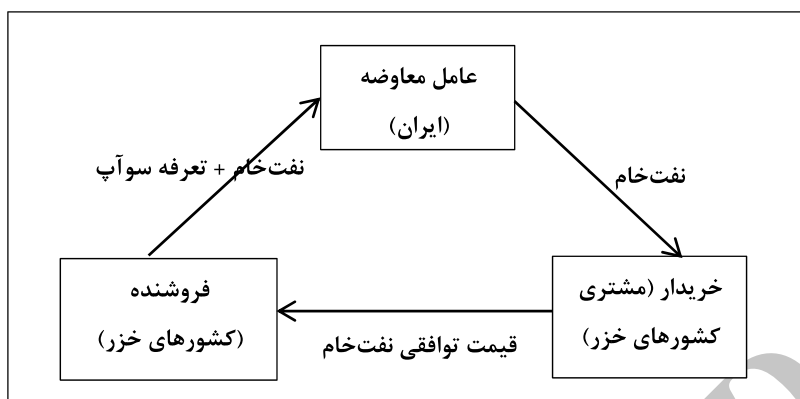 عامل معاوضه
(ایران)
نفت‌خام + تعرفه سوآپ
نفت‌خام
فروشنده
(کشورهای خزر)
خریدار (مشتری
کشورهای خزر)
قیمت توافقی نفت‌خام